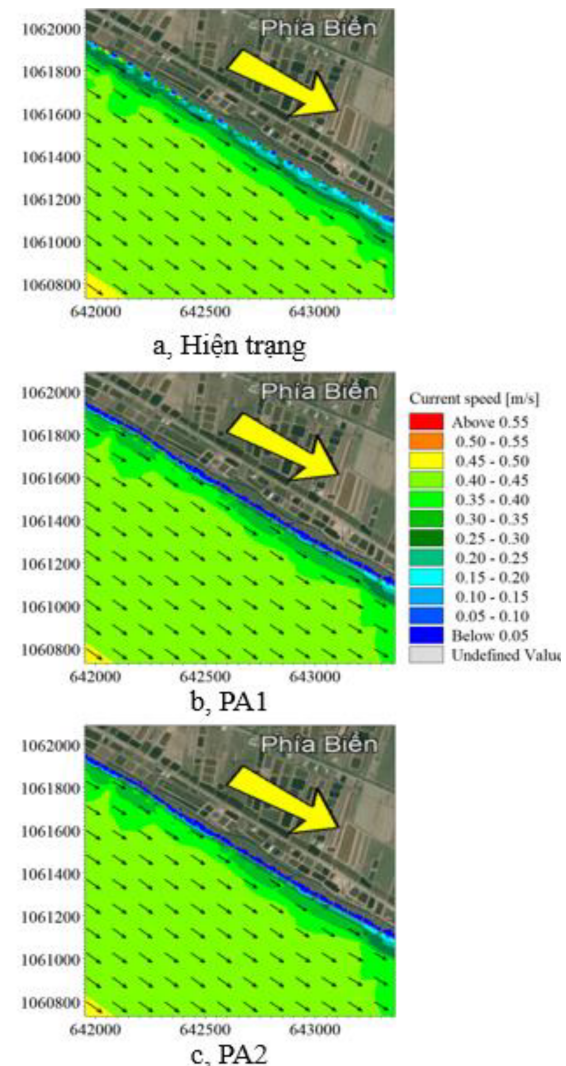 1062000
Phía Biển
1061800
1061600
1061400
1061200
1061000
1060800
642000 642500 643000
a, Hiện trạng
1062000
Phía Biển
1061800
1061600
1061400
1061200
1061000
1060800
642000 642500 643000
b, PA1
Current speed [m/s]
Above 0.55
0.50 - 0.55
0.45 - 0.50
0.40 - 0.45
0.35 - 0.40
0.30 - 0.35
0.25 - 0.30
0.20 - 0.25
0.15 - 0.20
0.10 - 0.15
0.05 - 0.10
Below 0.05
Undefined Value
1062000
Phía Biển
1061800
1061600
1061400
1061200
1061000
1060800
642000 642500 643000
c, PA2